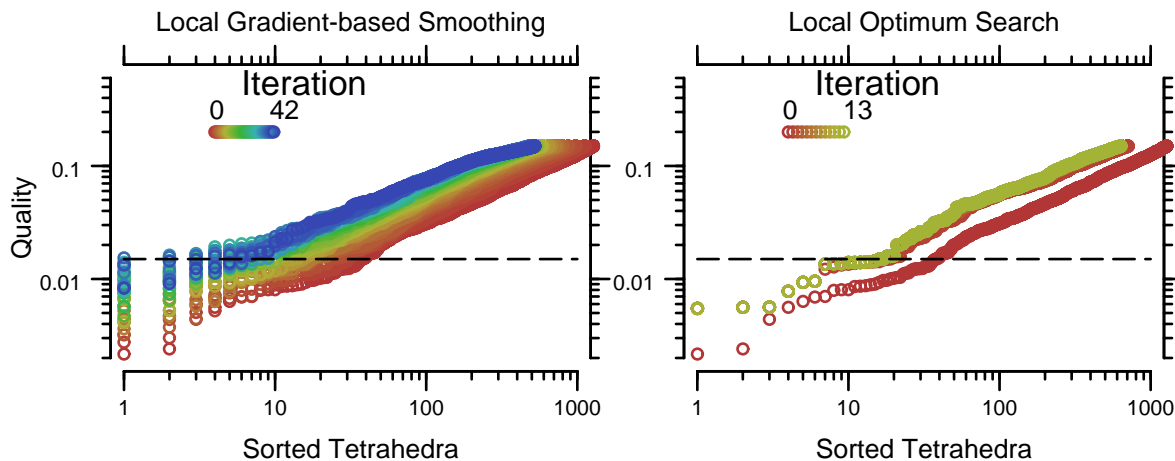 Local Gradient-based Smoothing
Iteration
0 42
Quality
0.1
0.01
1 10 100 1000
Sorted Tetrahedra
Local Optimum Search
Iteration
0 13
0.1
0.01
1 10 100 1000
Sorted Tetrahedra